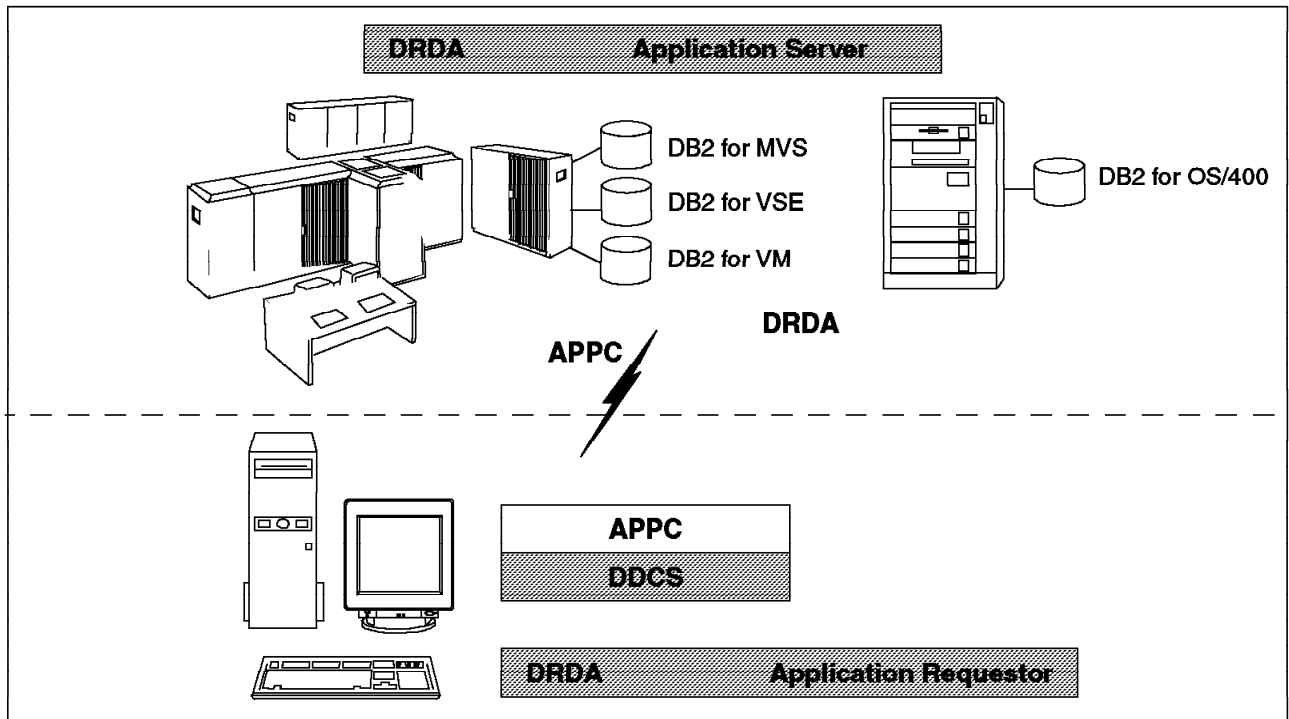 DRDA Application Server
DB2 for MVS
DB2 for VSE
DB2 for VM
DB2 for OS/400
DRDA
APPC
APPC
DDCS
DRDA Application Requestor